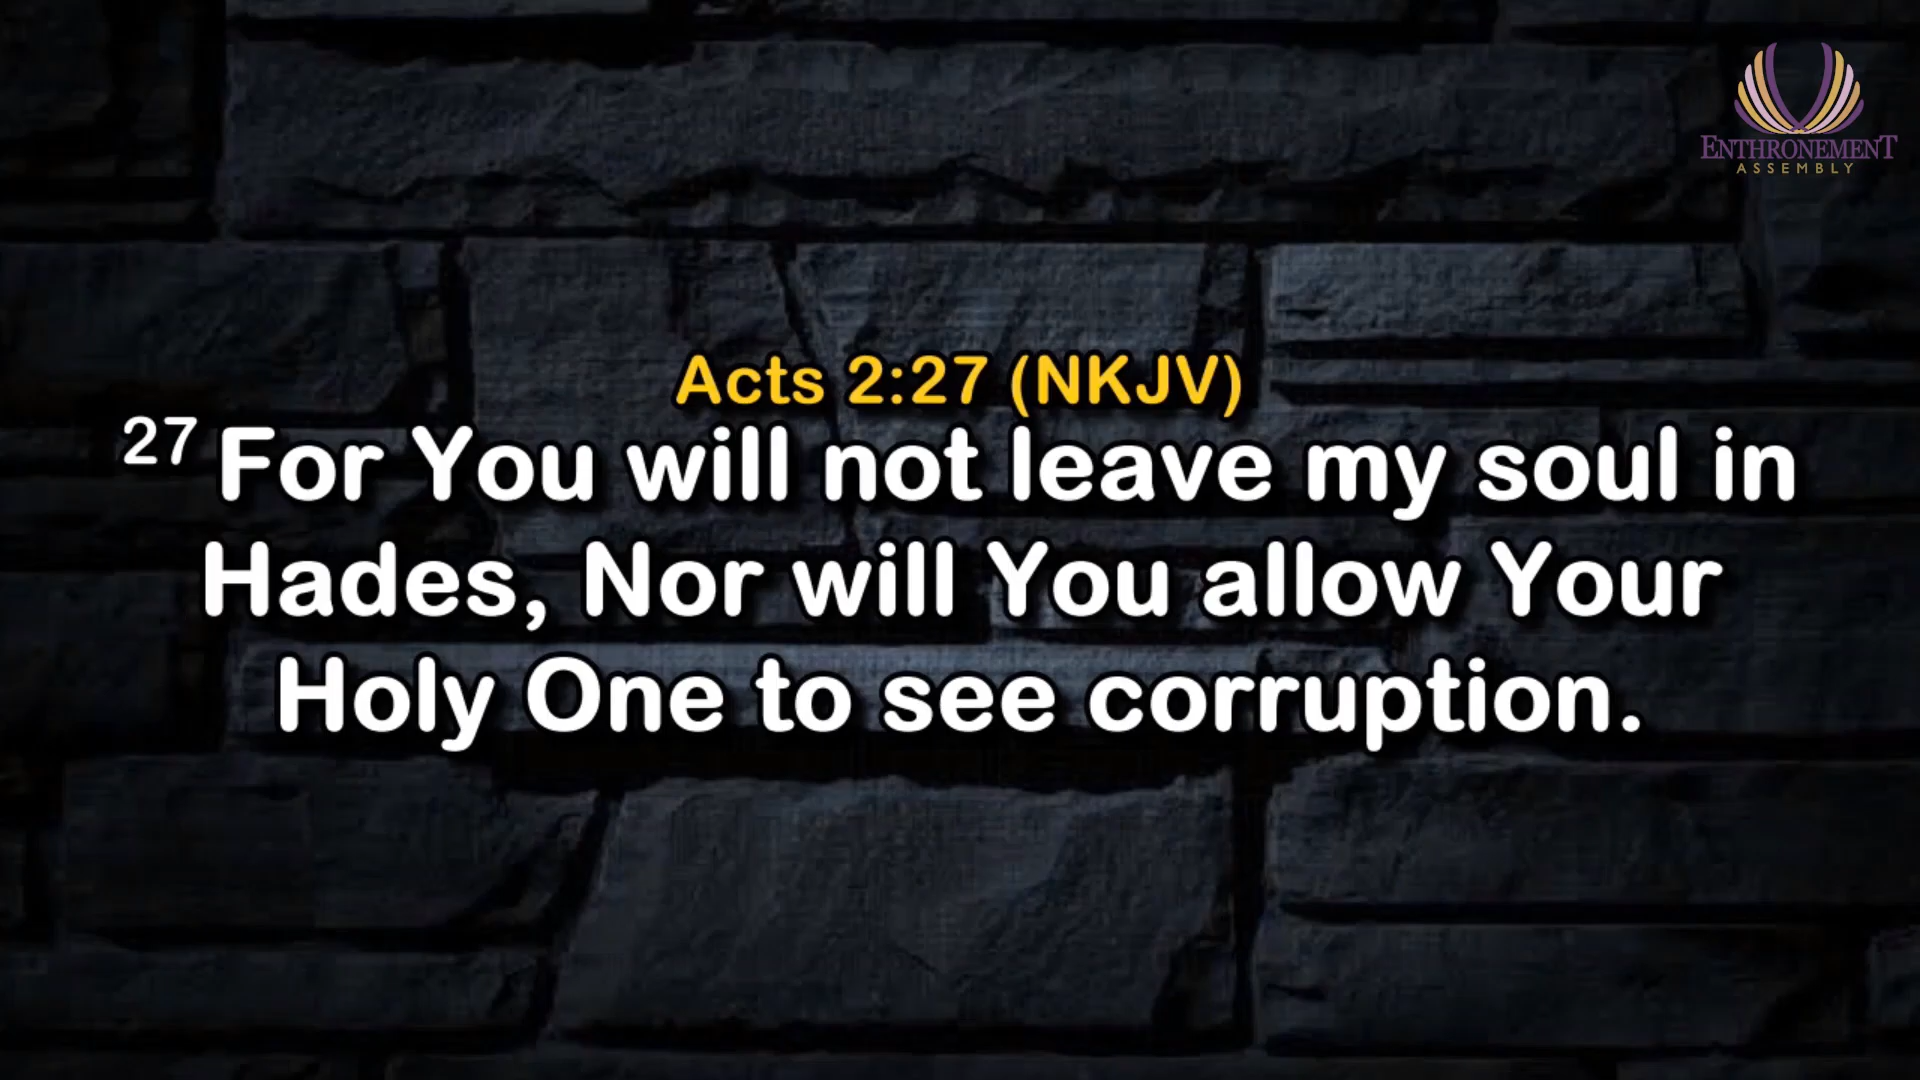 ENTHRONEMENT
ASSEMBLY
Acts 2:27 (NKJV)
27 For You will not leave my soul in
Hades, Nor will You allow Your
Holy One to see corruption.